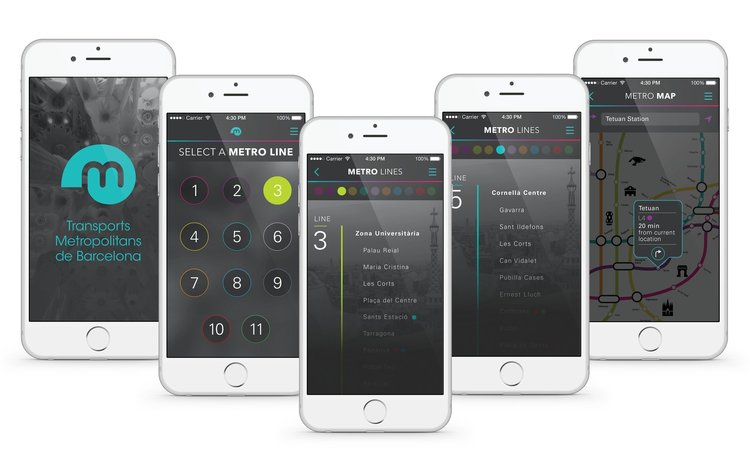 m
Transports
Metropolitans
de Barcelona
Carrier 4:30 PM 100%
SELECT A METRO LINE
1 2 3
4 5 6
7 8 9
10 11
Carrier 4:30 PM 100%
METRO LINES
LINE
3
Zona Universitària
Palau Reial
Maria Cristina
Les Corts
Plaça del Centre
Sants Estació
Tarragona
Carrier 4:30 PM 100%
METRO LINES
5
Cornella Centre
Gavarra
Sant Ildefons
Les Corts
Can Vidalet
Pubilla Cases
Ernest Lluch
Carrier 4:30 PM 100%
METRO MAP
Tetuan Station
Tetuan
L4
20 min
from current
location